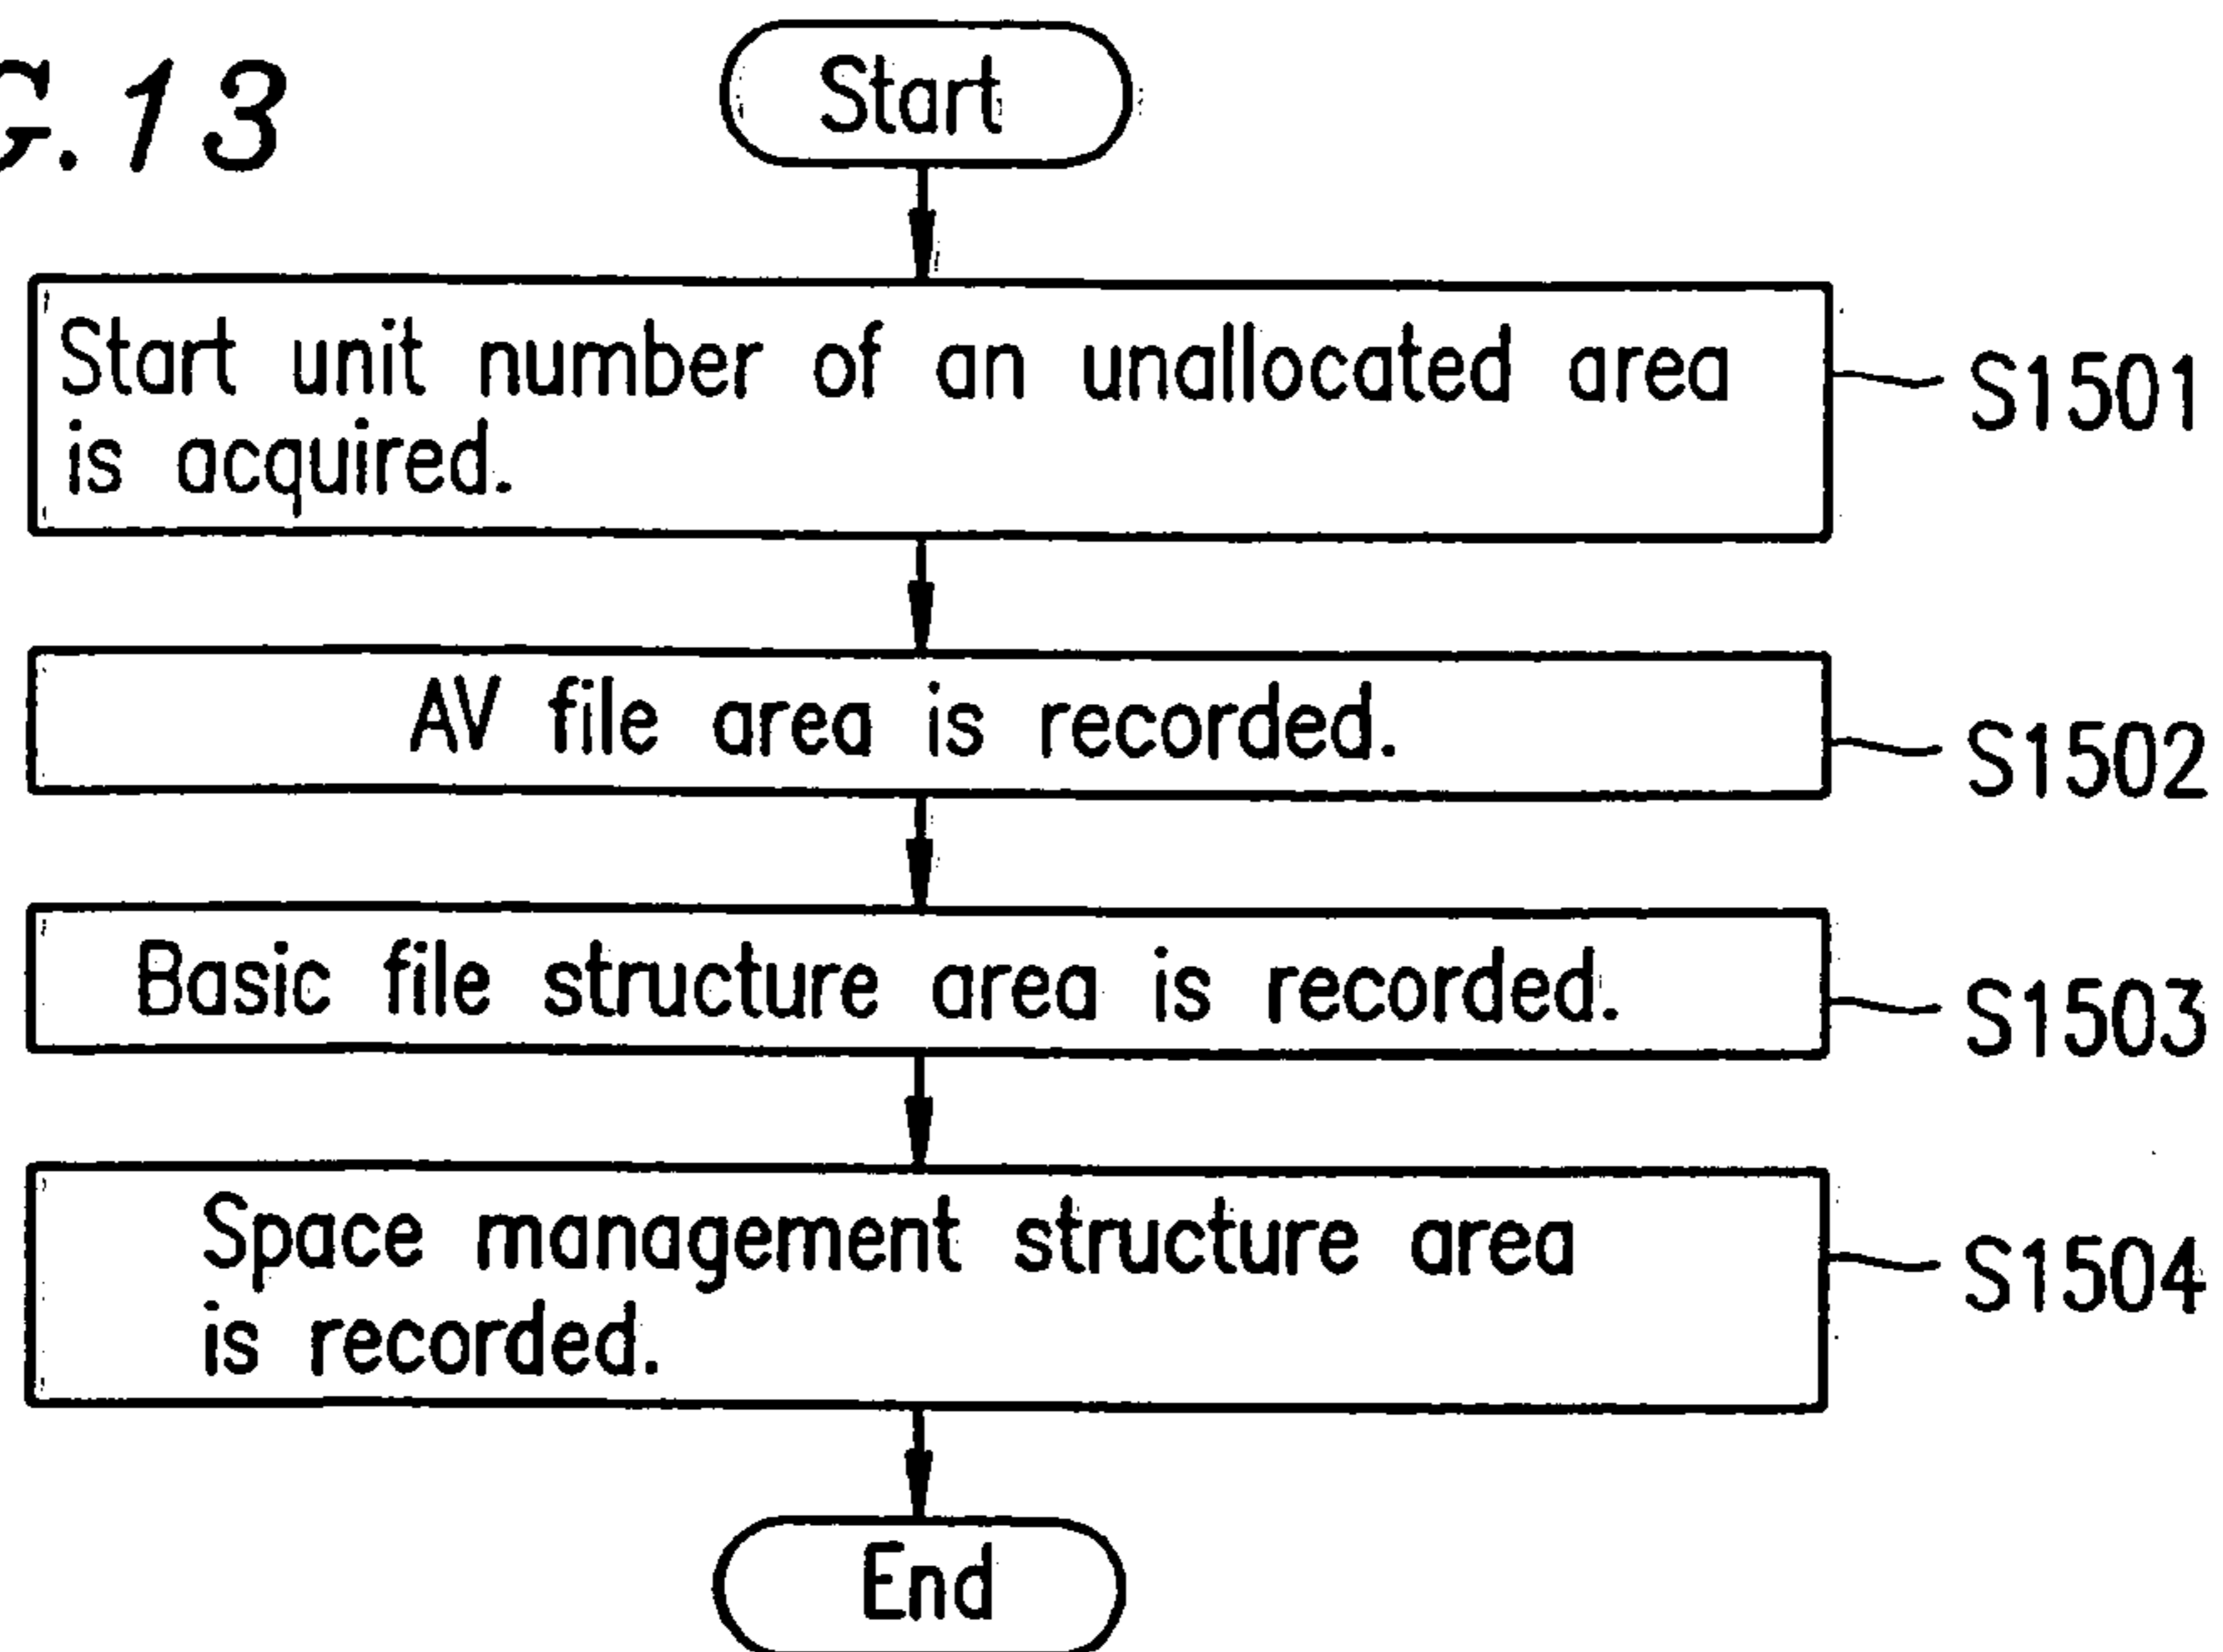 G.13
Start
Start unit number of an unallocated area
is acquired.
S1501
AV file area is recorded.
S1502
Basic file structure area is recorded.
S1503
Space management structure area
is recorded.
S1504
End